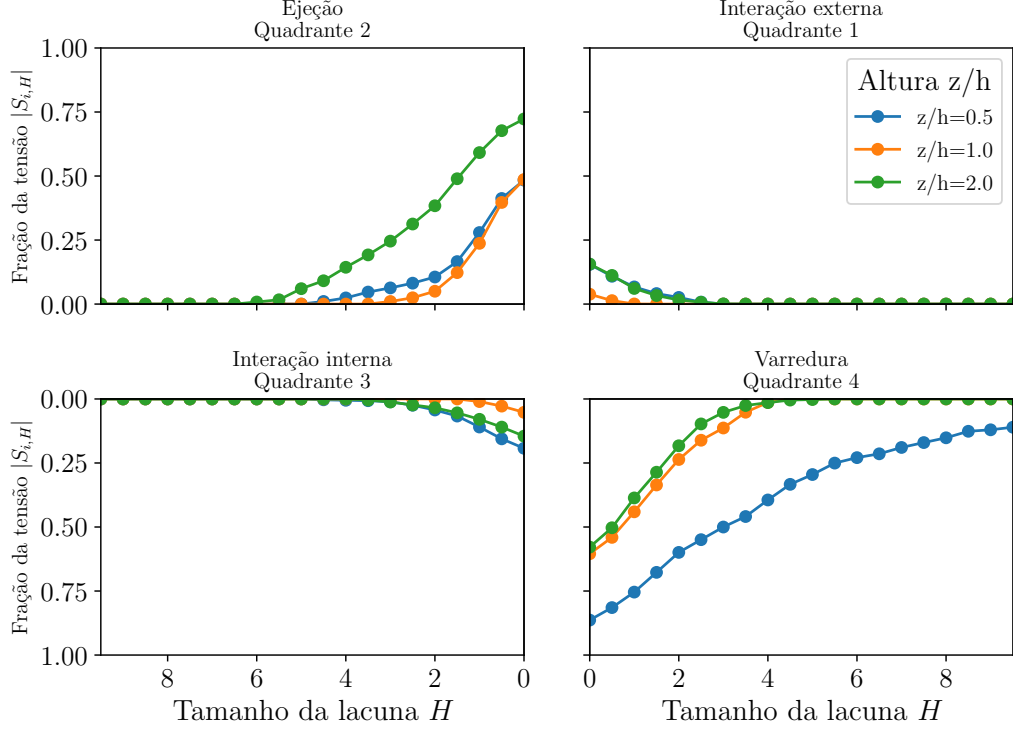 Ejeção
Quadrante 2
Interação externa
Quadrante 1
1.00
0.75
0.50
0.25
0.00
Fração da tensão |S_{i,H}|
Altura z/h
z/h=0.5
z/h=1.0
z/h=2.0
Interação interna
Quadrante 3
Varredura
Quadrante 4
0.00
0.25
0.50
0.75
1.00
Fração da tensão |S_{i,H}|
8 6 4 2 0
Tamanho da lacuna H
0 2 4 6 8
Tamanho da lacuna H